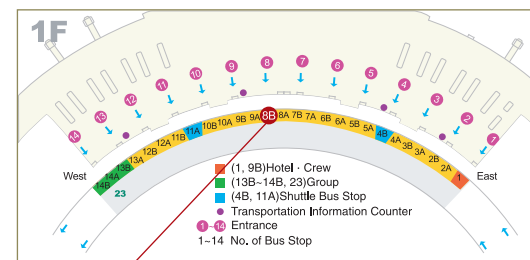 1F
14
13
12
11
10
9
8
7
6
5
4
3
2
1
West
East
14B
14A
13B
13A
12B
12A
11B
11A
10B
10A
9B
9A
8B
8A
7B
7A
6B
6A
5B
5A
4B
4A
3B
3A
2B
2A
1
23
(1, 9B)Hotel · Crew
(13B~14B, 23)Group
(4B, 11A)Shuttle Bus Stop
Transportation Information Counter
1~14 Entrance
1~14 No. of Bus Stop